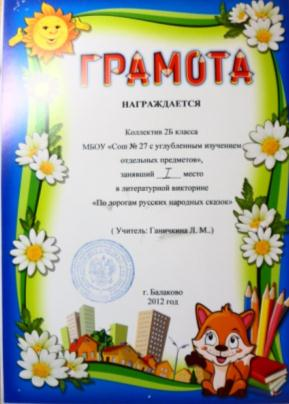 ГРАМОТА
НАГРАЖДАЕТСЯ
Коллектив 2Б класса
МБОУ «Сош № 27 с углубленным изучением
отдельных предметов»,
занявший I место
в литературной викторине
«По дорогам русских народных сказок»
( Учитель: Ганичкина Л. М..)
г. Балаково
2012 год